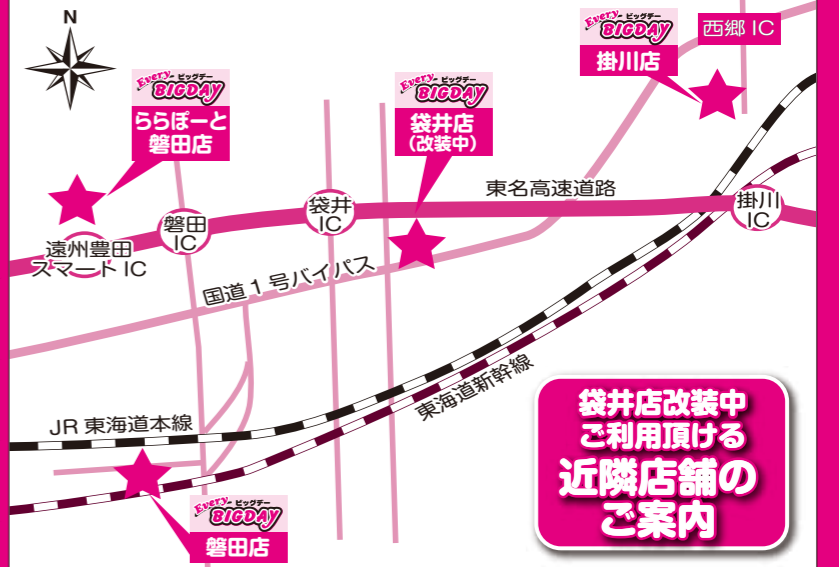 N
Every ビッグデー
BIGDAY
掛川店
西郷 IC
Every ビッグデー
BIGDAY
ららぽーと
磐田店
Every ビッグデー
BIGDAY
袋井店
(改装中)
東名高速道路
掛川
IC
袋井
IC
磐田
IC
遠州豊田
スマート IC
国道1号バイパス
東海道新幹線
JR 東海道本線
Every ビッグデー
BIGDAY
磐田店
袋井店改装中
ご利用頂ける
近隣店舗の
ご案内